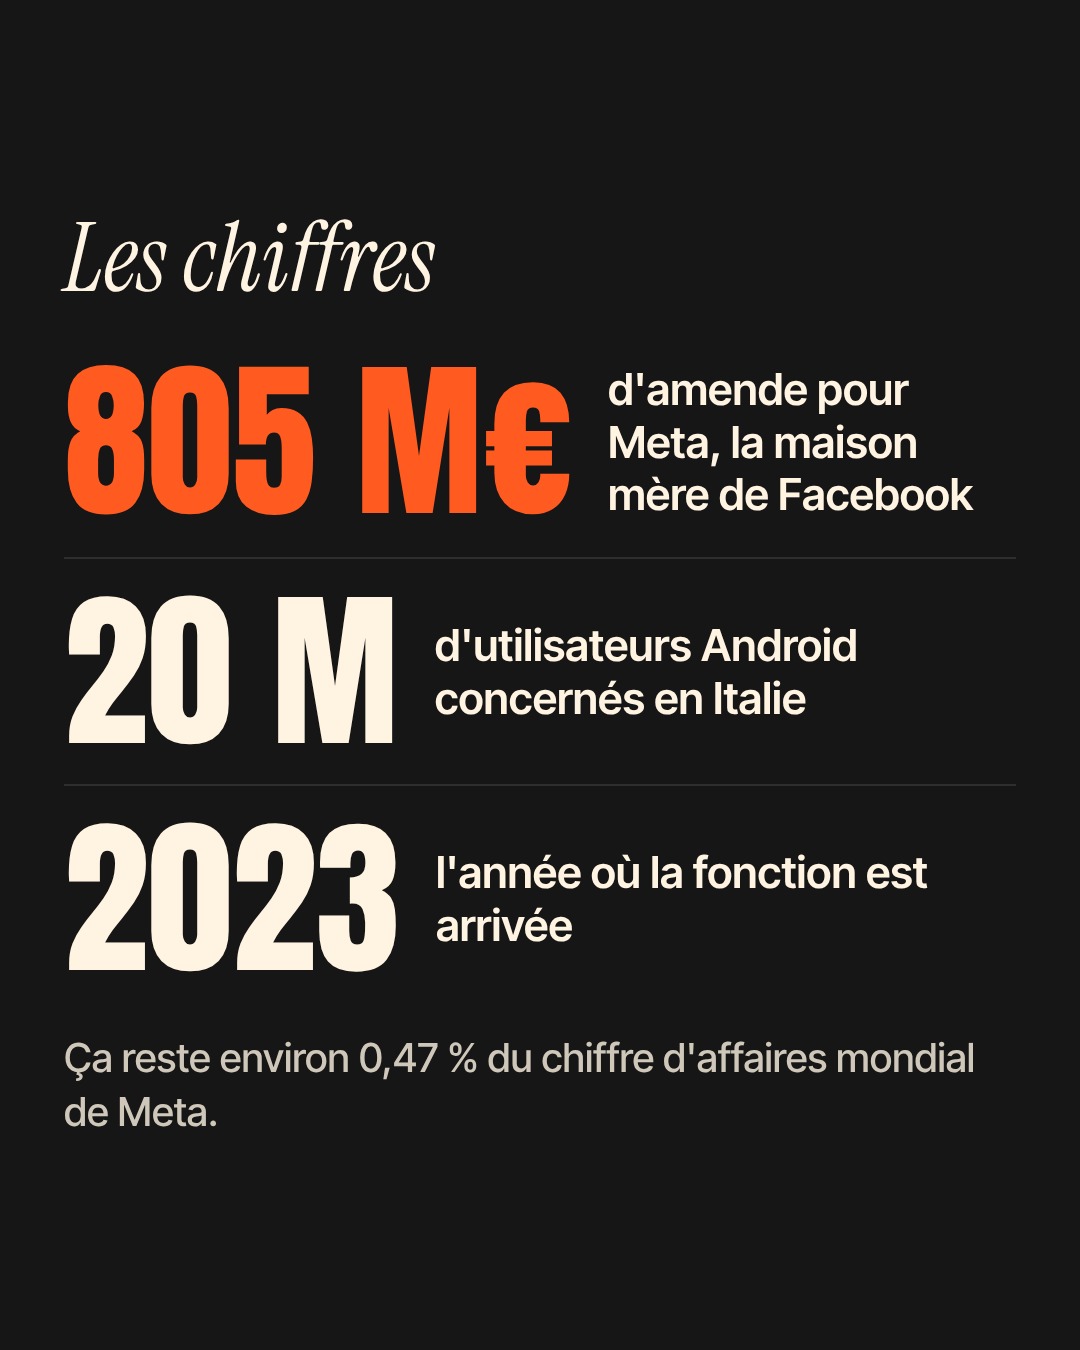 Les chiffres
805 M€
d'amende pour
Meta, la maison
mère de Facebook
20 M
d'utilisateurs Android
concernés en Italie
2023
l'année où la fonction est
arrivée
Ça reste environ 0,47 % du chiffre d'affaires mondial
de Meta.